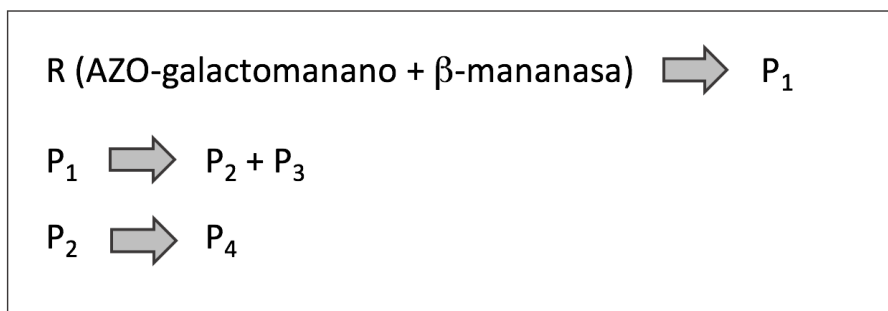 R (AZO-galactomanano + β-mananasa) P₁
P₁ P₂ + P₃
P₂ P₄